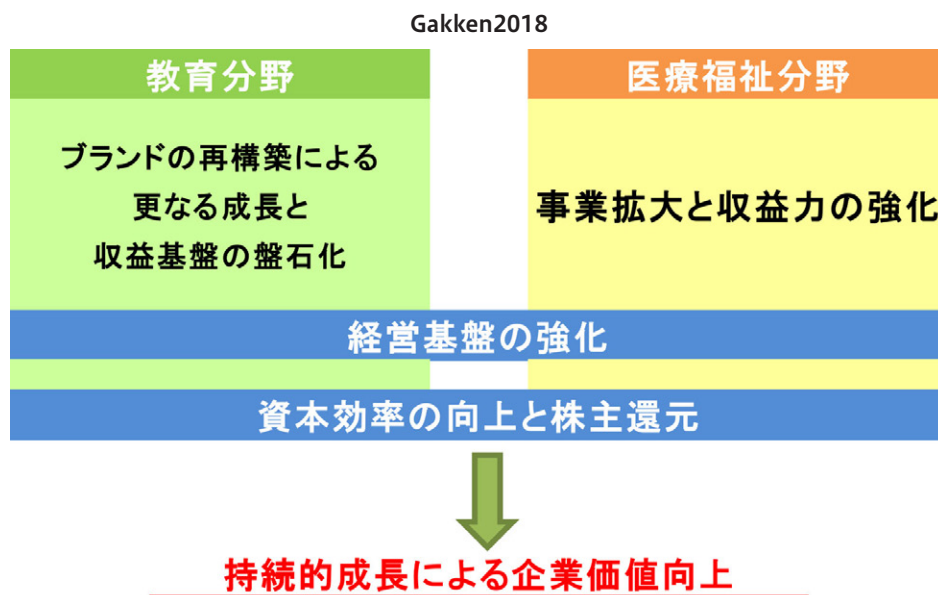 Gakken2018
教育分野
ブランドの再構築による
更なる成長と
収益基盤の盤石化
医療福祉分野
事業拡大と収益力の強化
経営基盤の強化
資本効率の向上と株主還元
持続的成長による企業価値向上